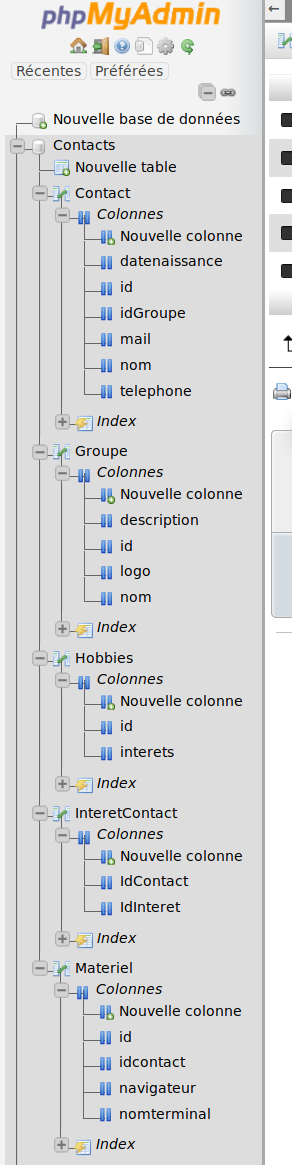 phpMyAdmin
Récentes Préférées
Nouvelle base de données
Contacts
Nouvelle table
Contact
Colonnes
Nouvelle colonne
datenaissance
id
idGroupe
mail
nom
telephone
Index
Groupe
Colonnes
Nouvelle colonne
description
id
logo
nom
Index
Hobbies
Colonnes
Nouvelle colonne
id
interets
Index
InteretContact
Colonnes
Nouvelle colonne
IdContact
IdInteret
Index
Materiel
Colonnes
Nouvelle colonne
id
idcontact
navigateur
nomterminal
Index